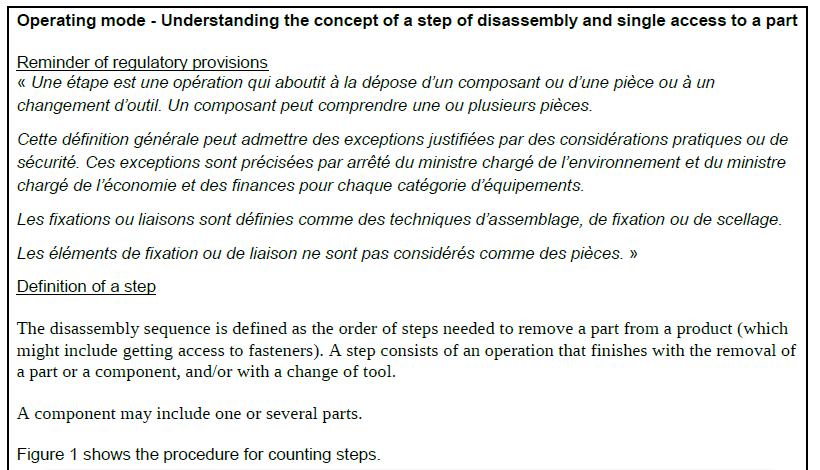 Operating mode - Understanding the concept of a step of disassembly and single access to a part
Reminder of regulatory provisions
« Une étape est une opération qui aboutit à la dépose d’un composant ou d’une pièce ou à un
changement d’outil. Un composant peut comprendre une ou plusieurs pièces.
Cette définition générale peut admettre des exceptions justifiées par des considérations pratiques ou de
sécurité. Ces exceptions sont précisées par arrêté du ministre chargé de l’environnement et du ministre
chargé de l’économie et des finances pour chaque catégorie d’équipements.
Les fixations ou liaisons sont définies comme des techniques d’assemblage, de fixation ou de scellage.
Les éléments de fixation ou de liaison ne sont pas considérés comme des pièces. »
Definition of a step
The disassembly sequence is defined as the order of steps needed to remove a part from a product (which
might include getting access to fasteners). A step consists of an operation that finishes with the removal of
a part or a component, and/or with a change of tool.
A component may include one or several parts.
Figure 1 shows the procedure for counting steps.